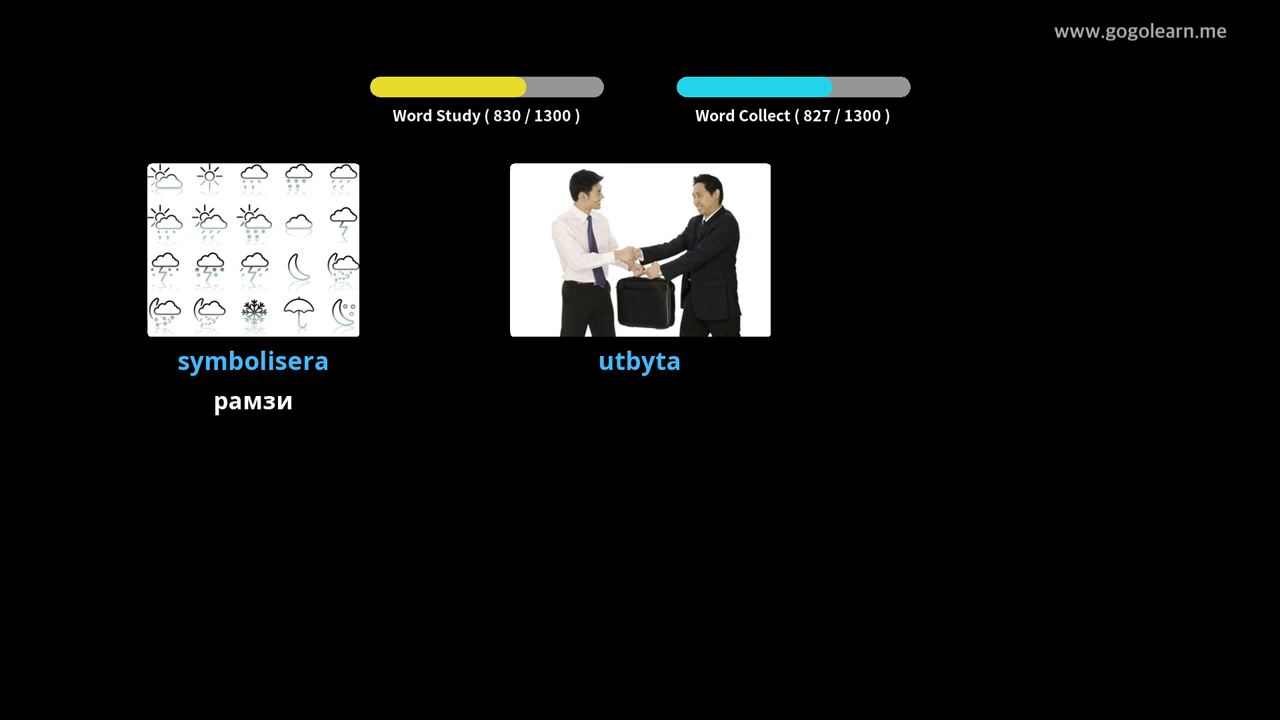 www.gogolearn.me
Word Study ( 830 / 1300 )
Word Collect ( 827 / 1300 )
symbolisera
utbyta
рамзи